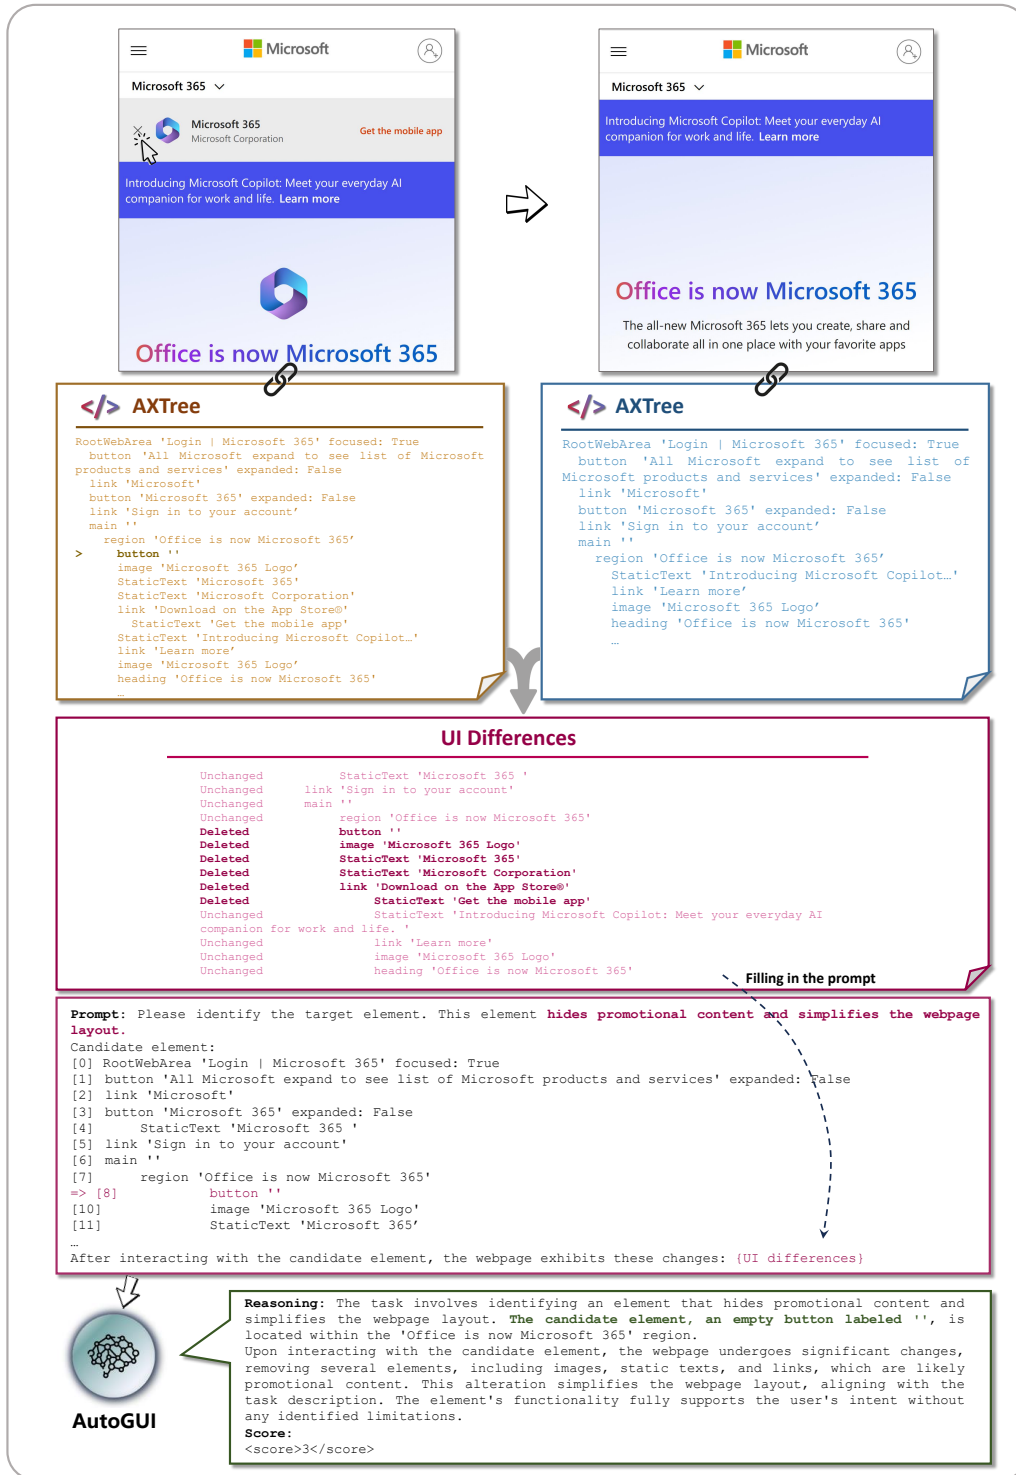 Microsoft
Microsoft 365
Microsoft 365
Microsoft Corporation
Get the mobile app
Introducing Microsoft Copilot: Meet your everyday AI
companion for work and life. Learn more
Office is now Microsoft 365
Microsoft
Microsoft 365
Introducing Microsoft Copilot: Meet your everyday AI
companion for work and life. Learn more
Office is now Microsoft 365
The all-new Microsoft 365 lets you create, share and
collaborate all in one place with your favorite apps
</> AXTree
RootWebArea 'Login | Microsoft 365' focused: True
button 'All Microsoft expand to see list of Microsoft
products and services' expanded: False
link 'Microsoft'
button 'Microsoft 365' expanded: False
link 'Sign in to your account’
main ''
region 'Office is now Microsoft 365’
> button ''
image 'Microsoft 365 Logo’
StaticText 'Microsoft 365'
StaticText 'Microsoft Corporation'
link 'Download on the App Store®'
StaticText 'Get the mobile app'
StaticText 'Introducing Microsoft Copilot…'
link 'Learn more’
image 'Microsoft 365 Logo’
heading 'Office is now Microsoft 365'
…
</> AXTree
RootWebArea 'Login | Microsoft 365' focused: True
button 'All Microsoft expand to see list of
Microsoft products and services' expanded: False
link 'Microsoft'
button 'Microsoft 365' expanded: False
link 'Sign in to your account’
main ''
region 'Office is now Microsoft 365’
StaticText 'Introducing Microsoft Copilot…'
link 'Learn more’
image 'Microsoft 365 Logo’
heading 'Office is now Microsoft 365'
…
UI Differences
Unchanged StaticText 'Microsoft 365 '
Unchanged link 'Sign in to your account'
Unchanged main ''
Unchanged region 'Office is now Microsoft 365'
Deleted button ''
Deleted image 'Microsoft 365 Logo'
Deleted StaticText 'Microsoft 365'
Deleted StaticText 'Microsoft Corporation'
Deleted link 'Download on the App Store®'
Deleted StaticText 'Get the mobile app'
Unchanged StaticText 'Introducing Microsoft Copilot: Meet your everyday AI
companion for work and life. '
Unchanged link 'Learn more'
Unchanged image 'Microsoft 365 Logo'
Unchanged heading 'Office is now Microsoft 365'
Filling in the prompt
Prompt: Please identify the target element. This element hides promotional content and simplifies the webpage
layout.
Candidate element:
[0] RootWebArea 'Login | Microsoft 365' focused: True
[1] button 'All Microsoft expand to see list of Microsoft products and services' expanded: False
[2] link 'Microsoft'
[3] button 'Microsoft 365' expanded: False
[4] StaticText 'Microsoft 365 '
[5] link 'Sign in to your account'
[6] main ''
[7] region 'Office is now Microsoft 365'
=> [8] button ''
[10] image 'Microsoft 365 Logo'
[11] StaticText 'Microsoft 365’
…
After interacting with the candidate element, the webpage exhibits these changes: {UI differences}
AutoGUI
Reasoning: The task involves identifying an element that hides promotional content and
simplifies the webpage layout. The candidate element, an empty button labeled '', is
located within the 'Office is now Microsoft 365' region.
Upon interacting with the candidate element, the webpage undergoes significant changes,
removing several elements, including images, static texts, and links, which are likely
promotional content. This alteration simplifies the webpage layout, aligning with the
task description. The element's functionality fully supports the user's intent without
any identified limitations.
Score:
<score>3</score>